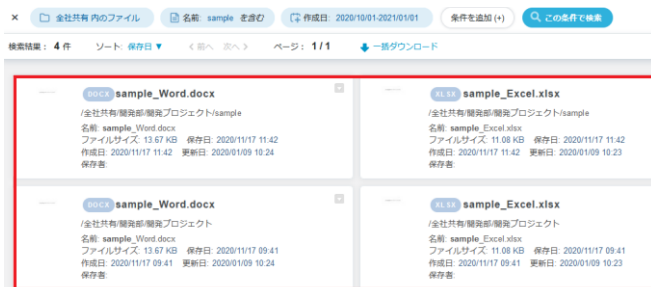 × 全社共有 内のファイル 名前: sample を含む 作成日: 2020/10/01-2021/01/01 条件を追加 (+) この条件で検索
検索結果: 4 件 ソート: 保存日 ▼ < 前へ 次へ > ページ: 1 / 1 一括ダウンロード
DOCX sample_Word.docx
/全社共有/開発部/開発プロジェクト/sample
名前: sample_Word.docx
ファイルサイズ: 13.67 KB 保存日: 2020/11/17 11:42
作成日: 2020/11/17 11:42 更新日: 2020/01/09 10:24
保存者:
XLSX sample_Excel.xlsx
/全社共有/開発部/開発プロジェクト/sample
名前: sample_Excel.xlsx
ファイルサイズ: 11.08 KB 保存日: 2020/11/17 11:42
作成日: 2020/11/17 11:42 更新日: 2020/01/09 10:23
保存者:
DOCX sample_Word.docx
/全社共有/開発部/開発プロジェクト
名前: sample_Word.docx
ファイルサイズ: 13.67 KB 保存日: 2020/11/17 09:41
作成日: 2020/11/17 09:41 更新日: 2020/01/09 10:24
保存者:
XLSX sample_Excel.xlsx
/全社共有/開発部/開発プロジェクト
名前: sample_Excel.xlsx
ファイルサイズ: 11.08 KB 保存日: 2020/11/17 09:41
作成日: 2020/11/17 09:41 更新日: 2020/01/09 10:23
保存者: